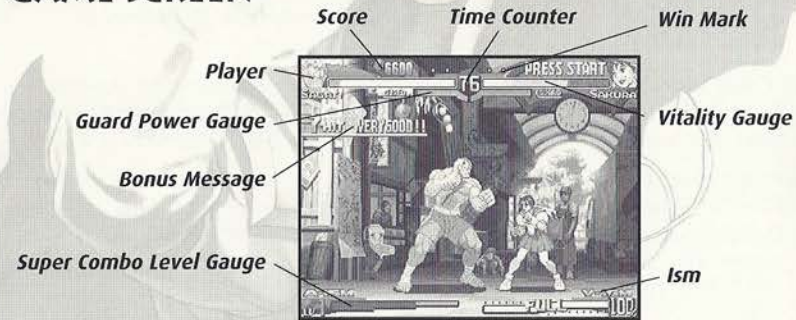 GAME SCREEN
Score
Time Counter
Win Mark
Player
6600
76
PRESS START
SAGAT
SAKURA
Guard Power Gauge
Vitality Gauge
VERY GOOD!!
Bonus Message
Super Combo Level Gauge
Ism
100